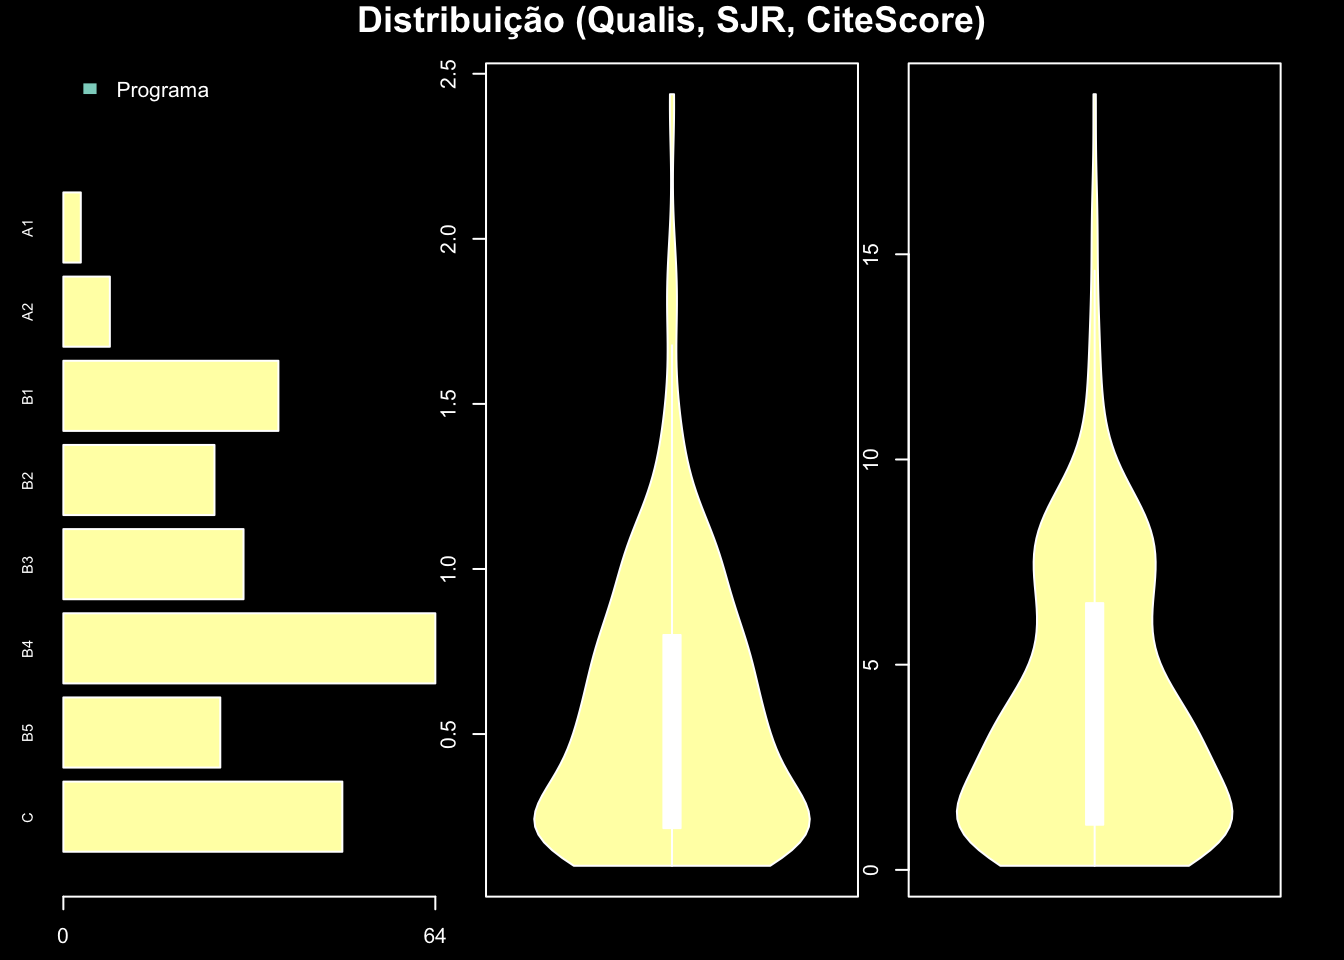 Distribuição (Qualis, SJR, CiteScore)
Programa
A1
A2
B1
B2
B3
B4
B5
C
0
64
2.5
2.0
1.5
1.0
0.5
15
10
5
0